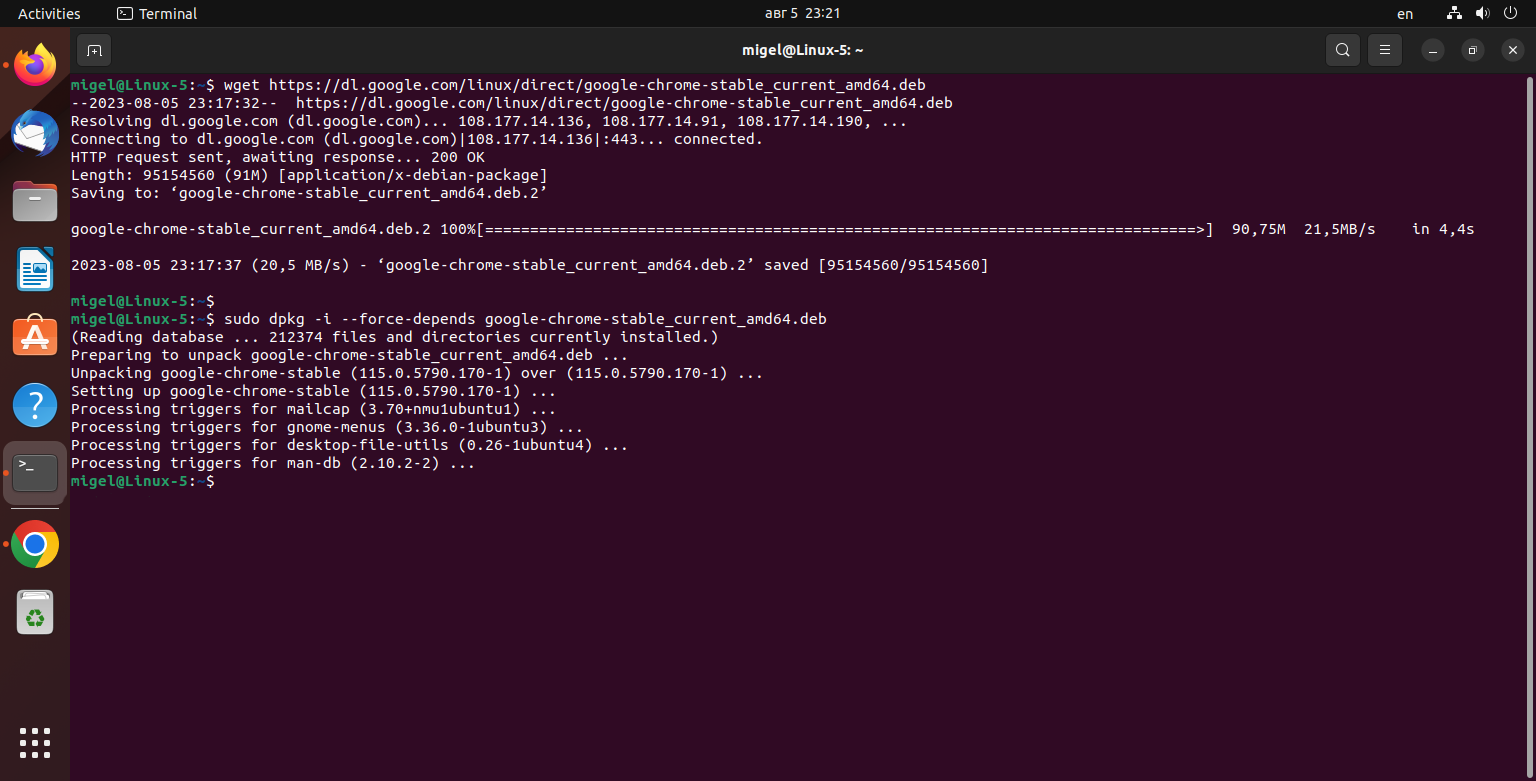 Activities Terminal авг 5 23:21 en
migel@Linux-5: ~
migel@Linux-5:~$ wget https://dl.google.com/linux/direct/google-chrome-stable_current_amd64.deb
--2023-08-05 23:17:32--  https://dl.google.com/linux/direct/google-chrome-stable_current_amd64.deb
Resolving dl.google.com (dl.google.com)... 108.177.14.136, 108.177.14.91, 108.177.14.190, ...
Connecting to dl.google.com (dl.google.com)|108.177.14.136|:443... connected.
HTTP request sent, awaiting response... 200 OK
Length: 95154560 (91M) [application/x-debian-package]
Saving to: ‘google-chrome-stable_current_amd64.deb.2’
google-chrome-stable_current_amd64.deb.2 100%[===============================================================================>]  90,75M  21,5MB/s    in 4,4s
2023-08-05 23:17:37 (20,5 MB/s) - ‘google-chrome-stable_current_amd64.deb.2’ saved [95154560/95154560]
migel@Linux-5:~$
migel@Linux-5:~$ sudo dpkg -i --force-depends google-chrome-stable_current_amd64.deb
(Reading database ... 212374 files and directories currently installed.)
Preparing to unpack google-chrome-stable_current_amd64.deb ...
Unpacking google-chrome-stable (115.0.5790.170-1) over (115.0.5790.170-1) ...
Setting up google-chrome-stable (115.0.5790.170-1) ...
Processing triggers for mailcap (3.70+nmu1ubuntu1) ...
Processing triggers for gnome-menus (3.36.0-1ubuntu3) ...
Processing triggers for desktop-file-utils (0.26-1ubuntu4) ...
Processing triggers for man-db (2.10.2-2) ...
migel@Linux-5:~$